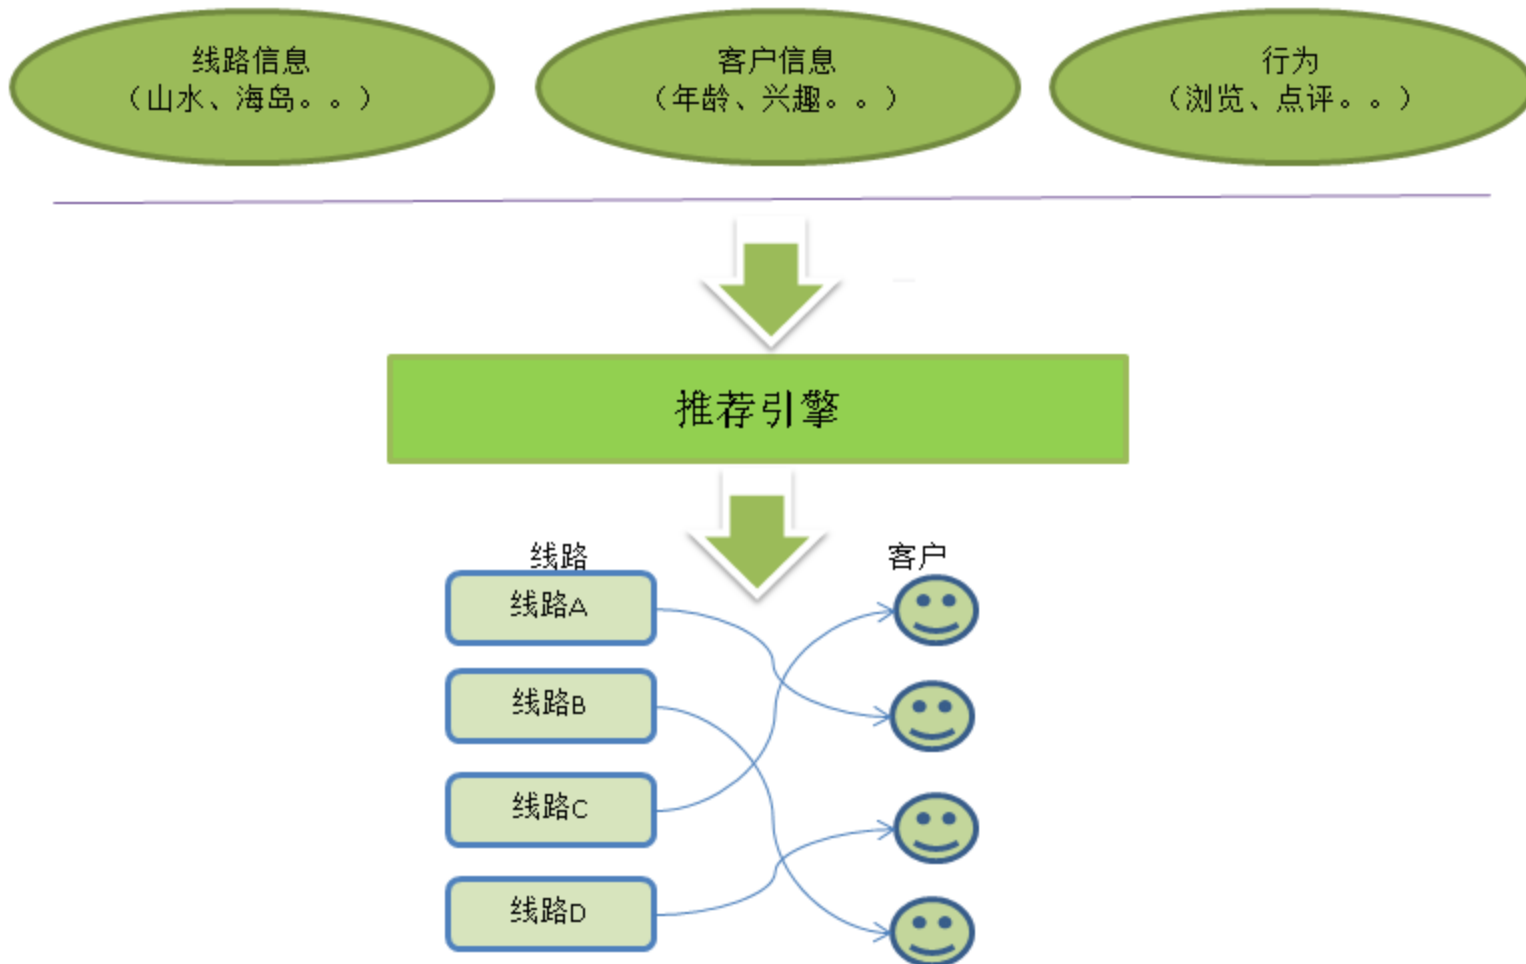 线路信息
（山水、海岛。。）
客户信息
（年龄、兴趣。。）
行为
（浏览、点评。。）
推荐引擎
线路
客户
线路A
线路B
线路C
线路D